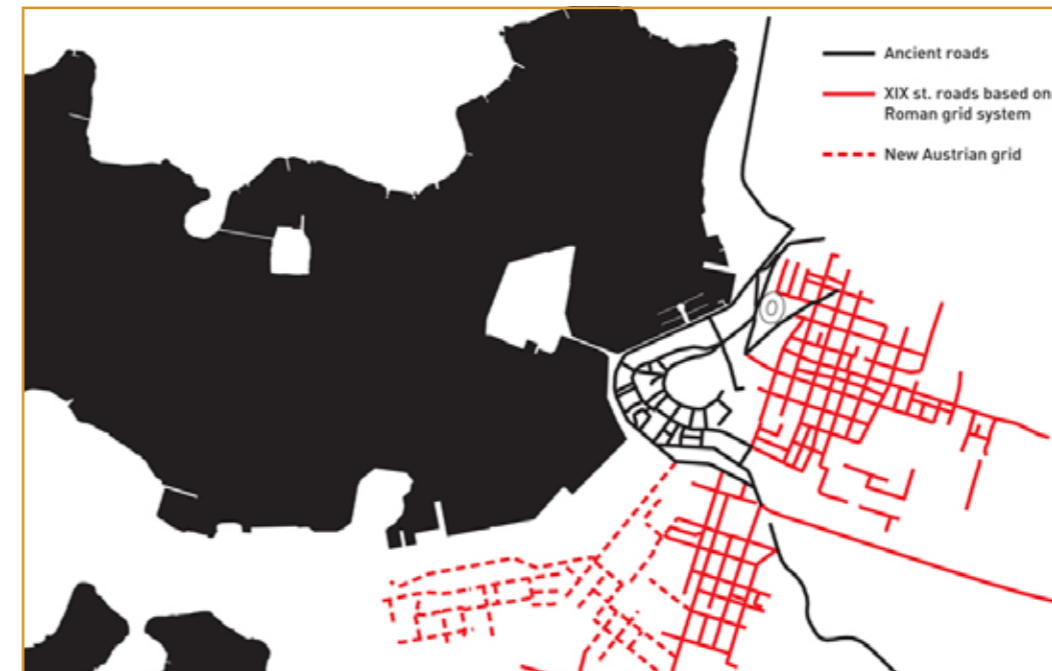 Ancient roads
XIX st. roads based on
Roman grid system
New Austrian grid